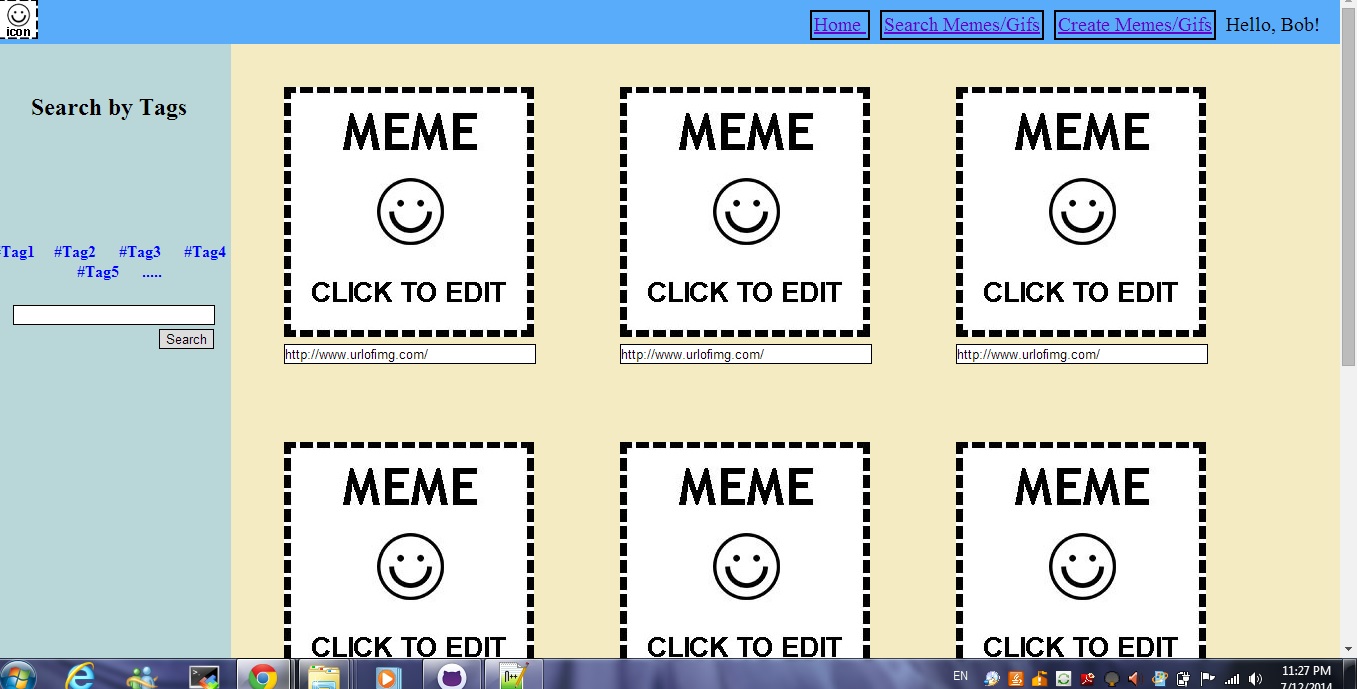 icon
Home Search Memes/Gifs Create Memes/Gifs Hello, Bob!
Search by Tags
#Tag1 #Tag2 #Tag3 #Tag4
#Tag5 .....
Search
MEME MEME MEME
CLICK TO EDIT CLICK TO EDIT CLICK TO EDIT
http://www.urlofimg.com/ http://www.urlofimg.com/ http://www.urlofimg.com/
MEME MEME MEME
CLICK TO EDIT CLICK TO EDIT CLICK TO EDIT
EN 11:27 PM
7/12/2014